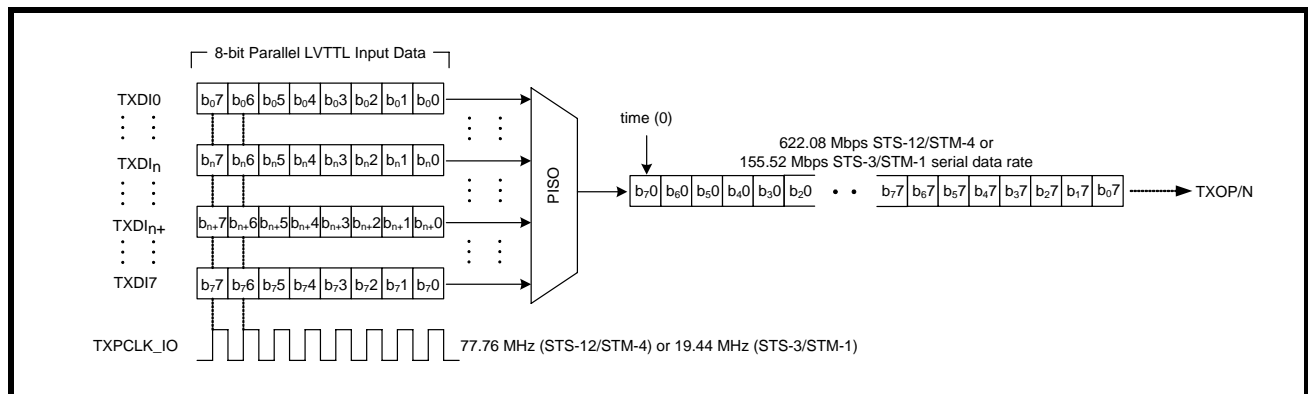 8-bit Parallel LVTTL Input Data
TXDI0 b₀7 b₀6 b₀5 b₀4 b₀3 b₀2 b₀1 b₀0
TXDIₙ bₙ7 bₙ6 bₙ5 bₙ4 bₙ3 bₙ2 bₙ1 bₙ0
TXDIₙ₊ bₙ₊7 bₙ₊6 bₙ₊5 bₙ₊4 bₙ₊3 bₙ₊2 bₙ₊1 bₙ₊0
TXDI7 b₇7 b₇6 b₇5 b₇4 b₇3 b₇2 b₇1 b₇0
TXPCLK_IO
77.76 MHz (STS-12/STM-4) or 19.44 MHz (STS-3/STM-1)
PISO
time (0)
622.08 Mbps STS-12/STM-4 or
155.52 Mbps STS-3/STM-1 serial data rate
b₇0 b₆0 b₅0 b₄0 b₃0 b₂0 b₇7 b₆7 b₅7 b₄7 b₃7 b₂7 b₁7 b₀7
TXOP/N